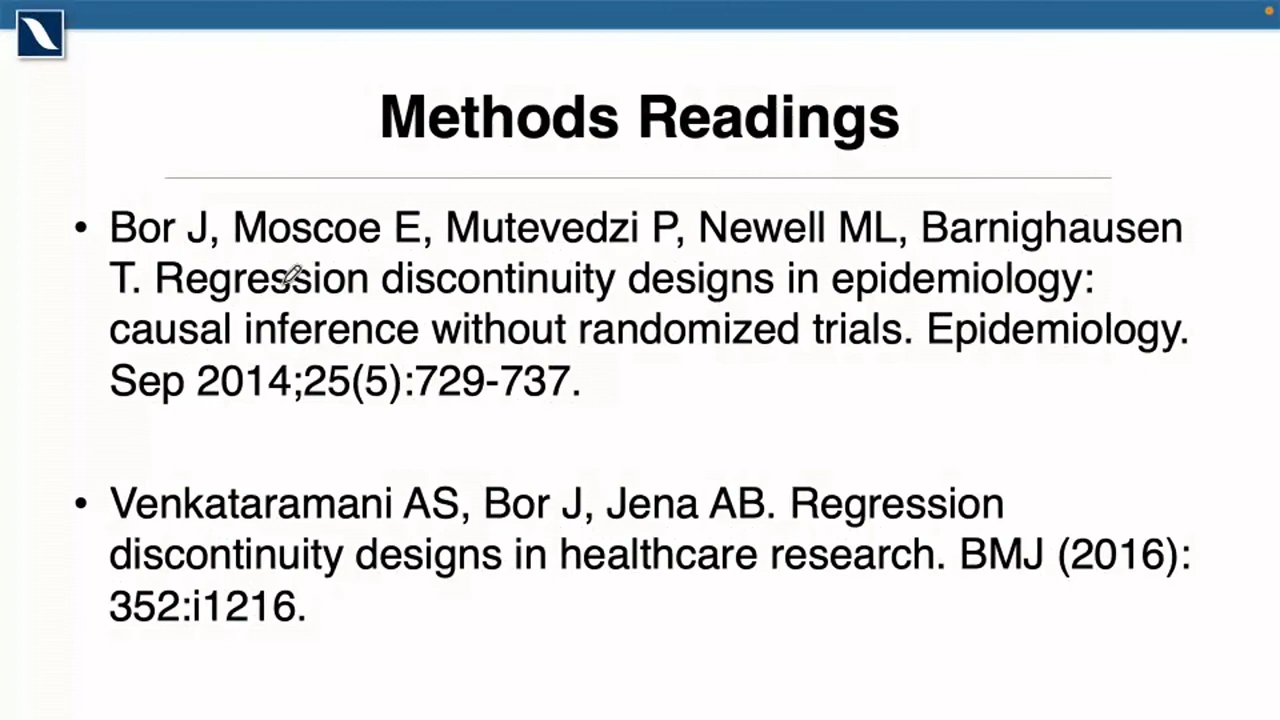 Methods Readings
• Bor J, Moscoe E, Mutevedzi P, Newell ML, Barnighausen
T. Regression discontinuity designs in epidemiology:
causal inference without randomized trials. Epidemiology.
Sep 2014;25(5):729-737.
• Venkataramani AS, Bor J, Jena AB. Regression
discontinuity designs in healthcare research. BMJ (2016):
352:i1216.